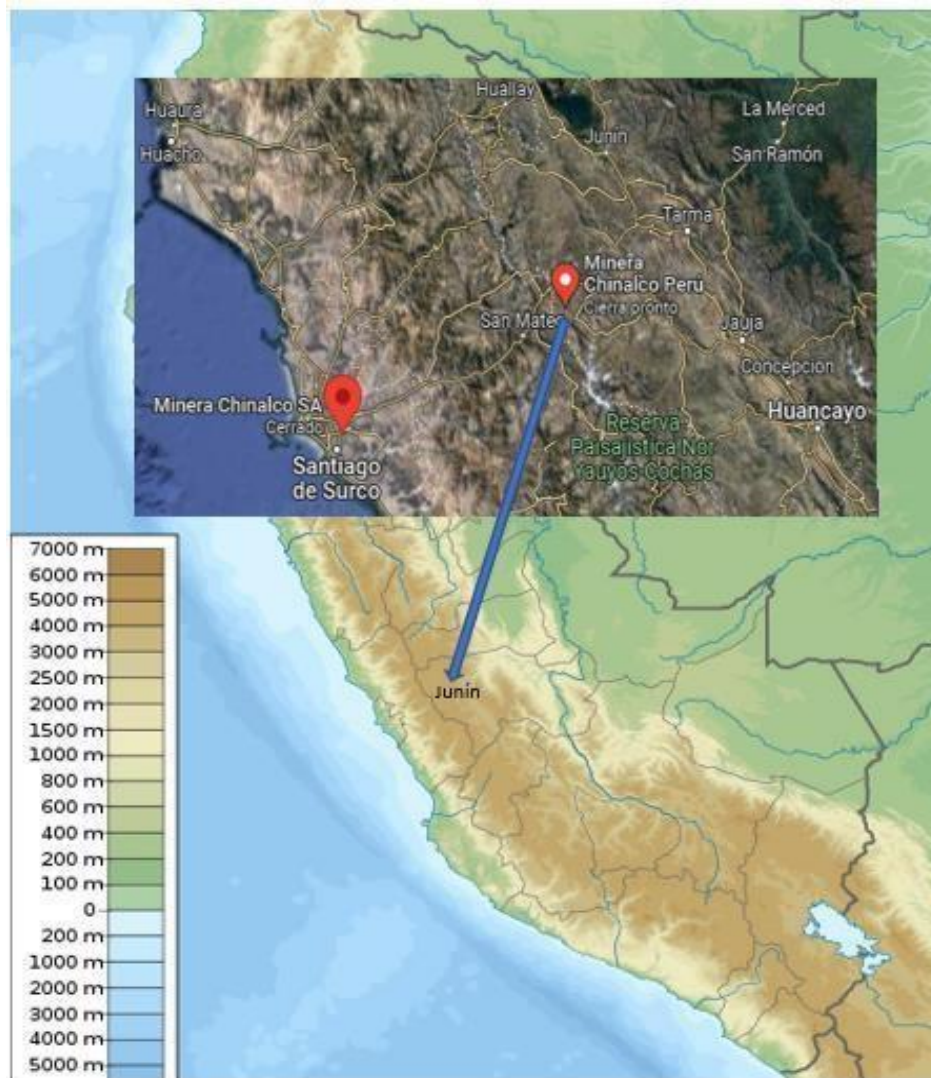 Huallay
Huaura
Huacho
La Merced
Junín
San Ramón
Tarma
Minera
Chinalco Peru
Cierra pronto
San Mateo
Jauja
Concepcion
Minera Chinalco SA
Cerrado
Huancayo
Santiago
de Surco
Reserva
Paisajistica Nor
Yauyos Cochas
Junín
7000 m
6000 m
5000 m
4000 m
3000 m
2500 m
2000 m
1500 m
1000 m
800 m
600 m
400 m
200 m
100 m
0
200 m
1000 m
2000 m
3000 m
4000 m
5000 m